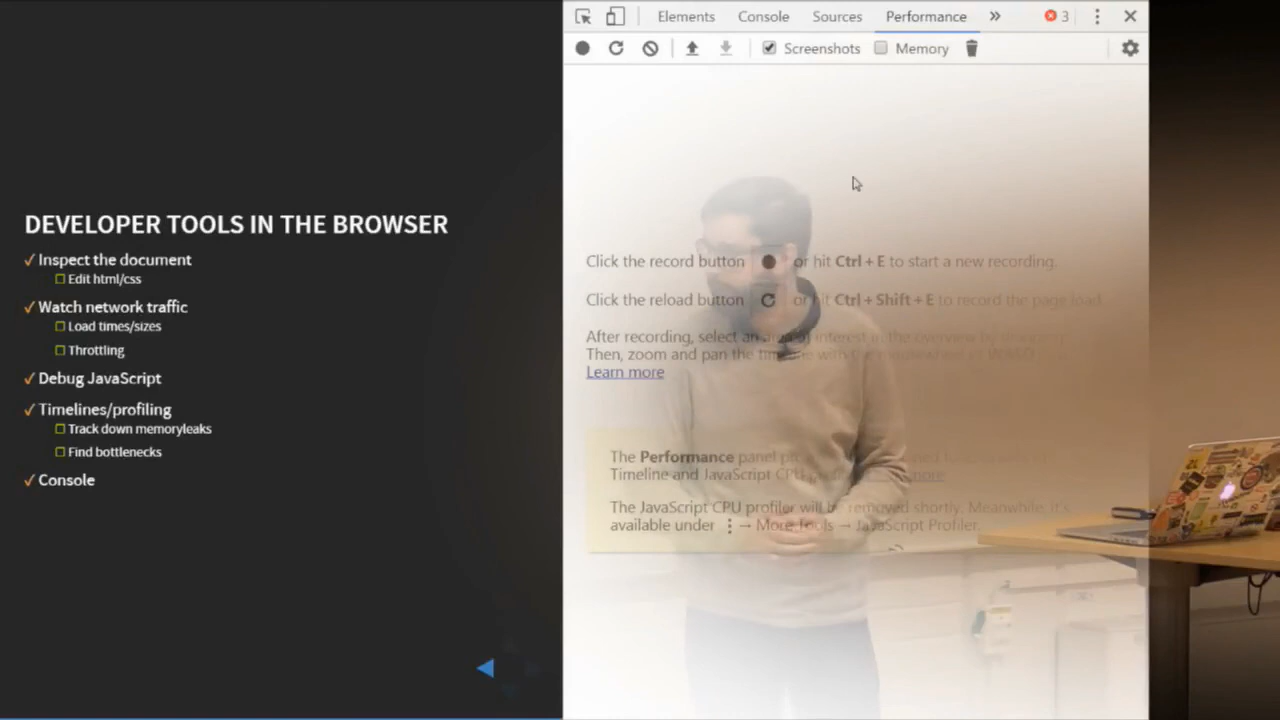 DEVELOPER TOOLS IN THE BROWSER
Inspect the document
Edit html/css
Watch network traffic
Load times/sizes
Throttling
Debug JavaScript
Timelines/profiling
Track down memoryleaks
Find bottlenecks
Console
Elements Console Sources Performance » 3
Screenshots Memory
Click the record button or hit Ctrl + E to start a new recording.
Click the reload button or hit Ctrl + Shift + E to record the page load.
After recording, select an area of interest in the overview by dragging.
Then, zoom and pan the timeline with the mousewheel or WASD
Learn more
The Performance panel
Timeline and JavaScript CPU more
The JavaScript CPU profiler will be removed shortly. Meanwhile, it's
available under → More Tools → JavaScript Profiler.